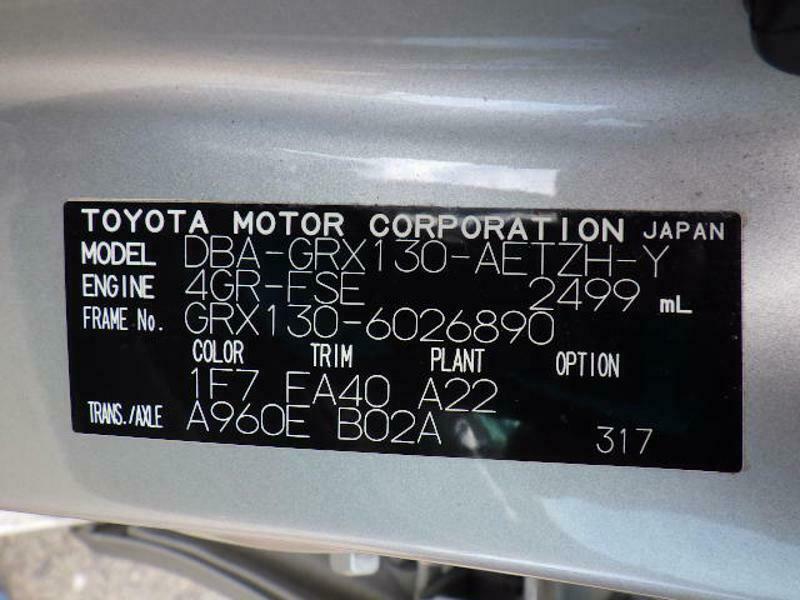 TOYOTA MOTOR CORPORATION JAPAN
MODEL DBA-GRX130-AETZH-Y
ENGINE 4GR-FSE 2499 mL
FRAME No. GRX130-6026890
COLOR TRIM PLANT OPTION
1F7 FA40 A22
TRANS./AXLE A960E B02A 317